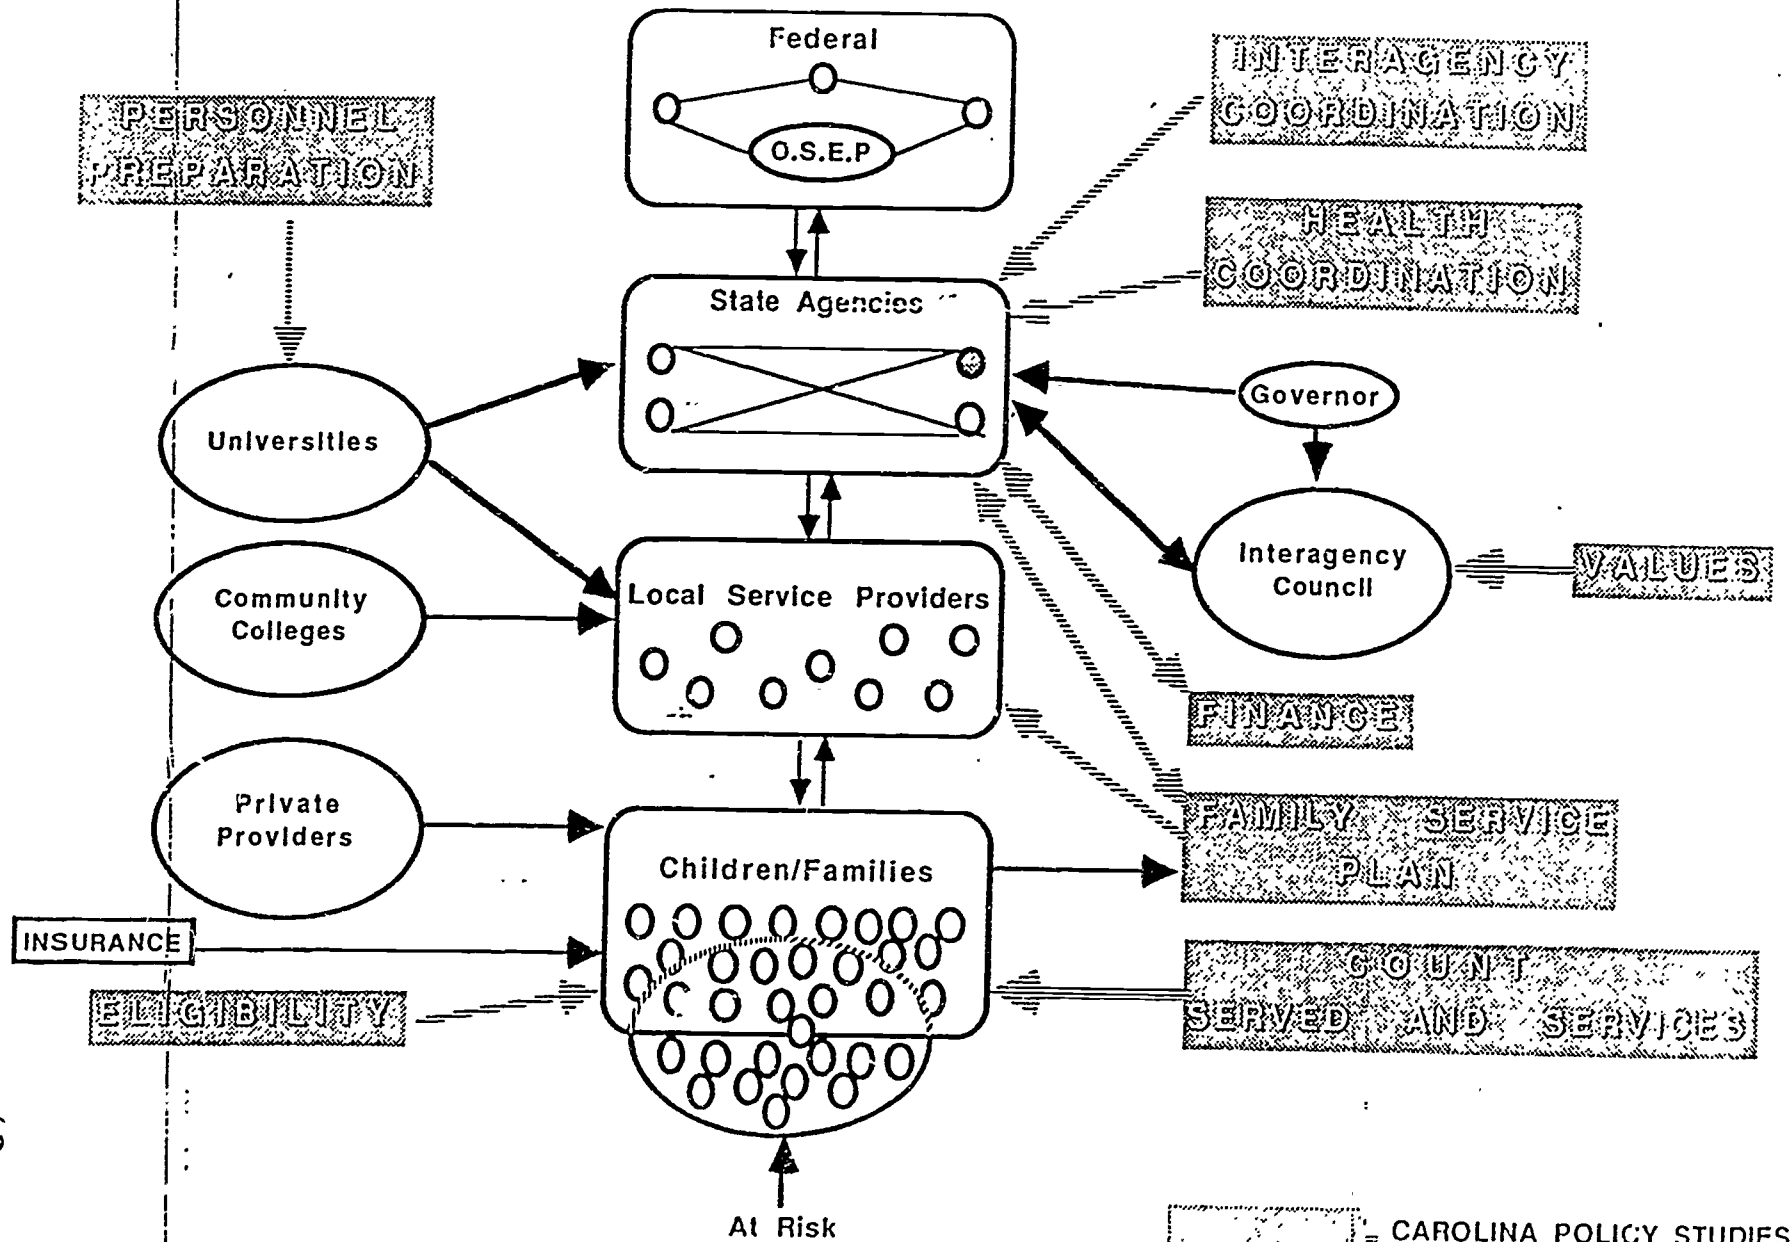 Federal
O.S.E.P
INTERAGENCY
COORDINATION
PERSONNEL
PREPARATION
HEALTH
COORDINATION
State Agencies
Governor
Universities
Interagency
Council
VALUES
Local Service Providers
Community
Colleges
FINANCE
Private
Providers
FAMILY SERVICE
PLAN
Children/Families
INSURANCE
ELIGIBILITY
COUNT
SERVED AND SERVICES
At Risk
= CAROLINA POLICY STUDIES